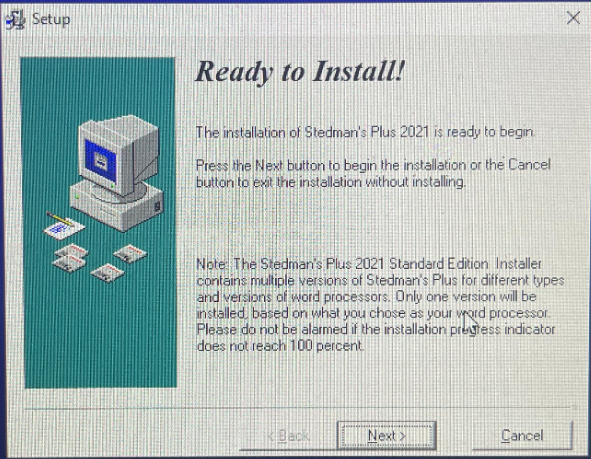 Setup
Ready to Install!
The installation of Stedman's Plus 2021 is ready to begin.
Press the Next button to begin the installation or the Cancel
button to exit the installation without installing.
Note: The Stedman's Plus 2021 Standard Edition Installer
contains multiple versions of Stedman's Plus for different types
and versions of word processors. Only one version will be
installed, based on what you chose as your word processor.
Please do not be alarmed if the installation progress indicator
does not reach 100 percent.
< Back
Next >
Cancel